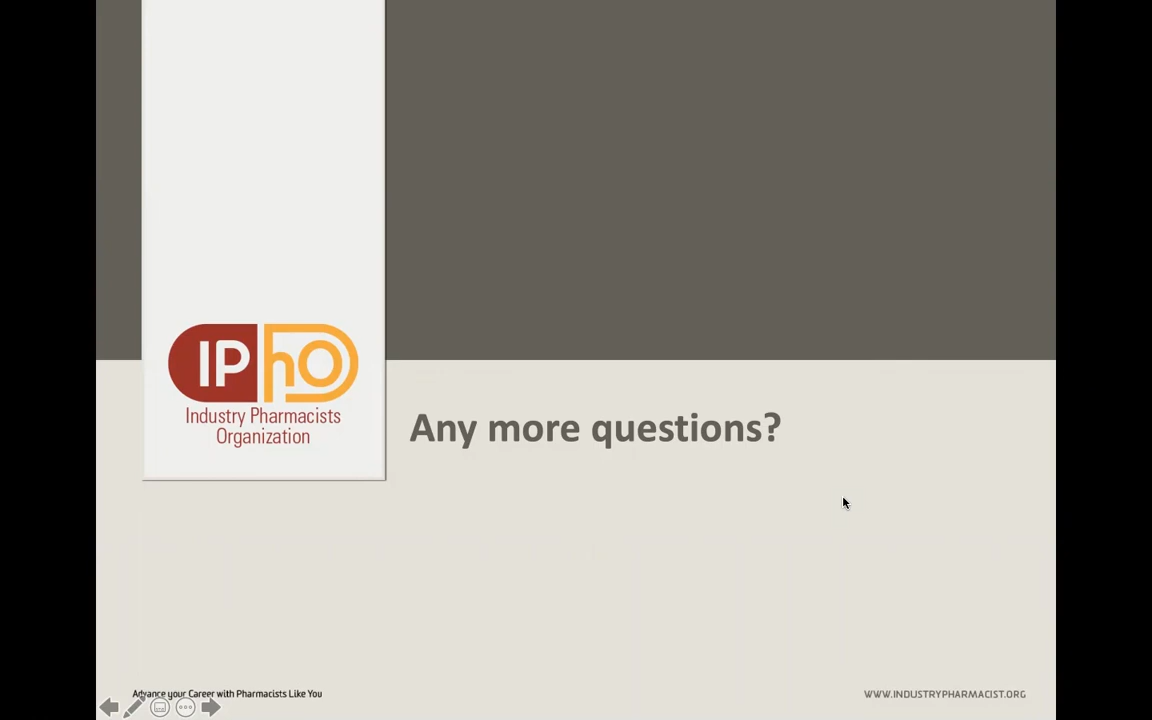 IPhO
Industry Pharmacists
Organization
Any more questions?
Advance your Career with Pharmacists Like You
WWW.INDUSTRYPHARMACIST.ORG